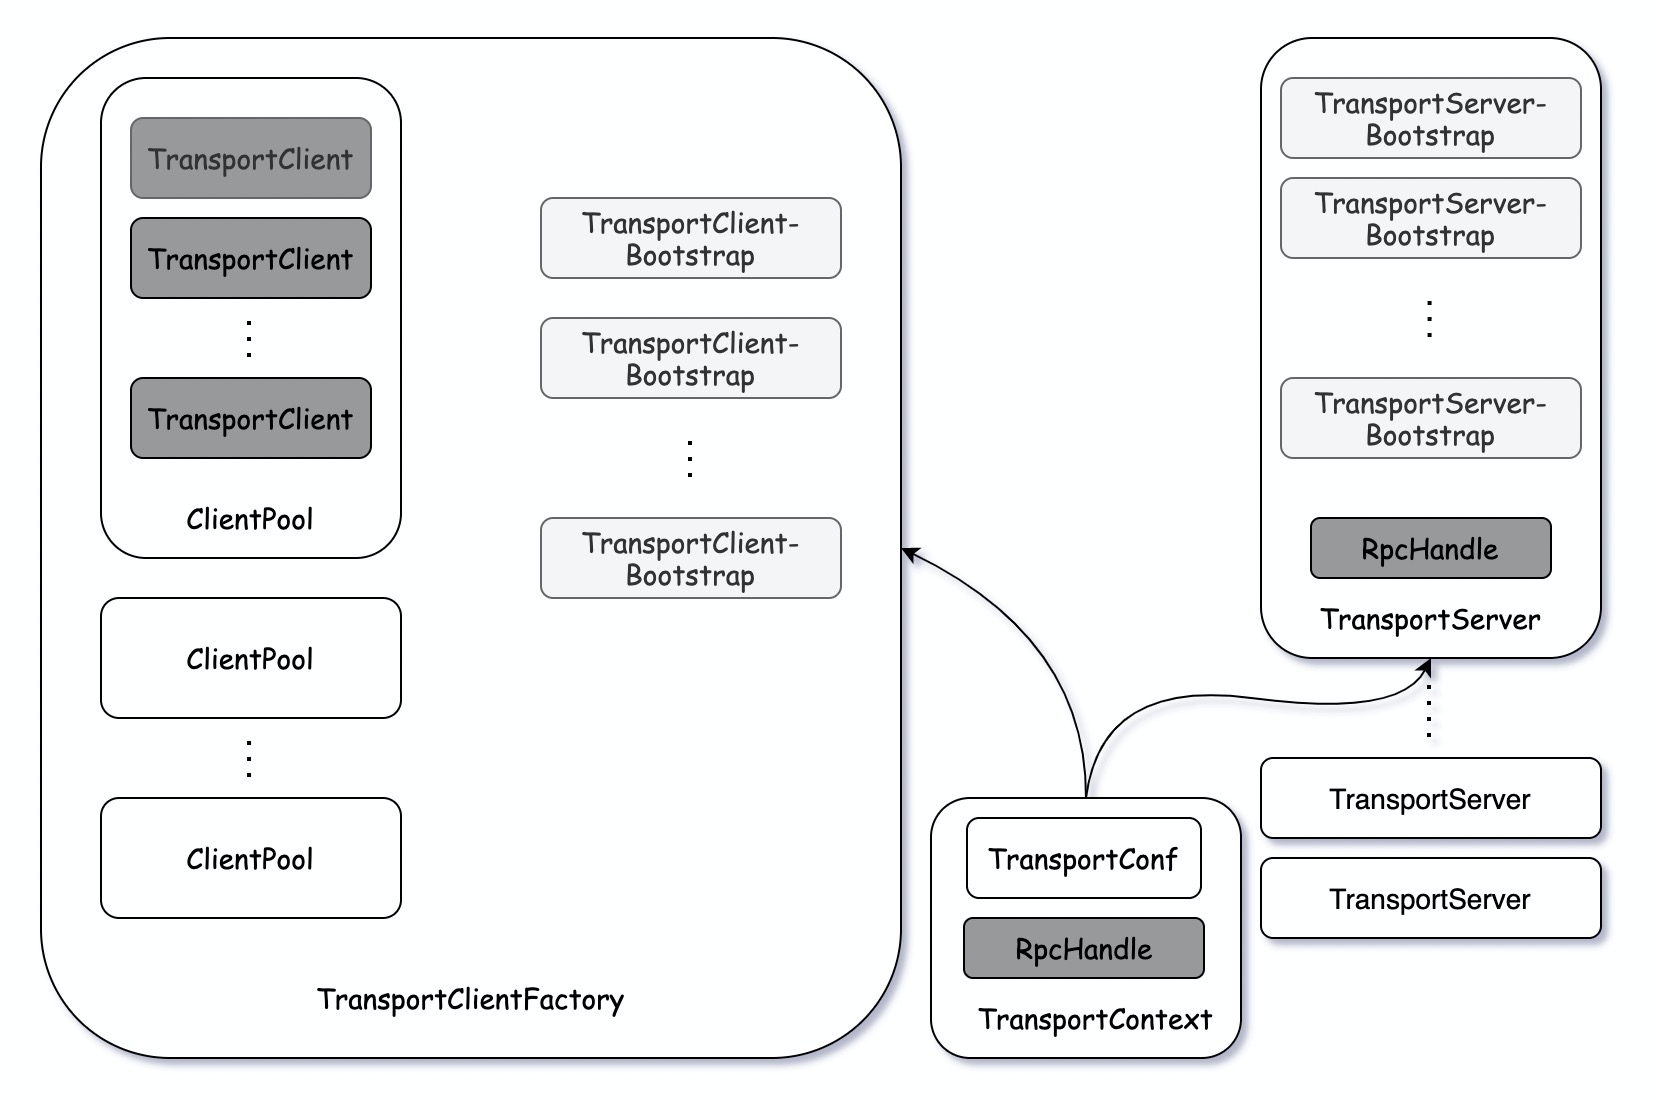 TransportClient
TransportClient
TransportClient
ClientPool
ClientPool
ClientPool
TransportClient-
Bootstrap
TransportClient-
Bootstrap
TransportClient-
Bootstrap
TransportClientFactory
TransportConf
RpcHandle
TransportContext
TransportServer-
Bootstrap
TransportServer-
Bootstrap
TransportServer-
Bootstrap
RpcHandle
TransportServer
TransportServer
TransportServer